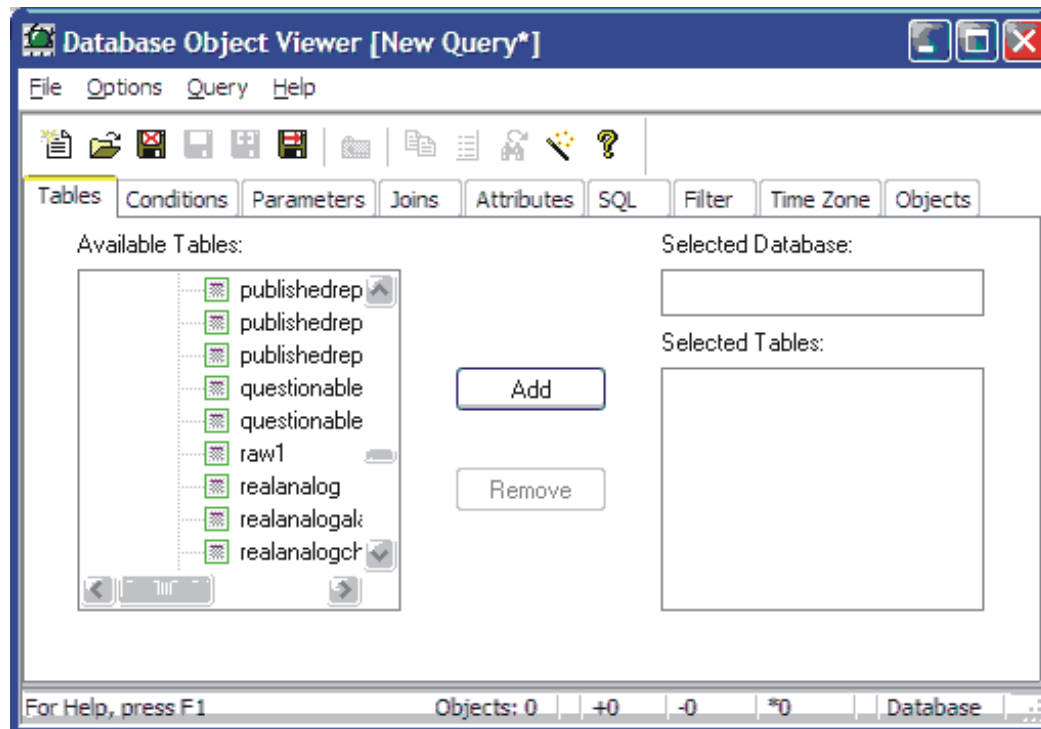 Database Object Viewer [New Query*]
File Options Query Help
Tables Conditions Parameters Joins Attributes SQL Filter Time Zone Objects
Available Tables:
publishedrep
publishedrep
publishedrep
questionable
questionable
raw1
realanalog
realanalogala
realanalogch
Add
Remove
Selected Database:
Selected Tables:
For Help, press F1 Objects: 0 +0 -0 *0 Database